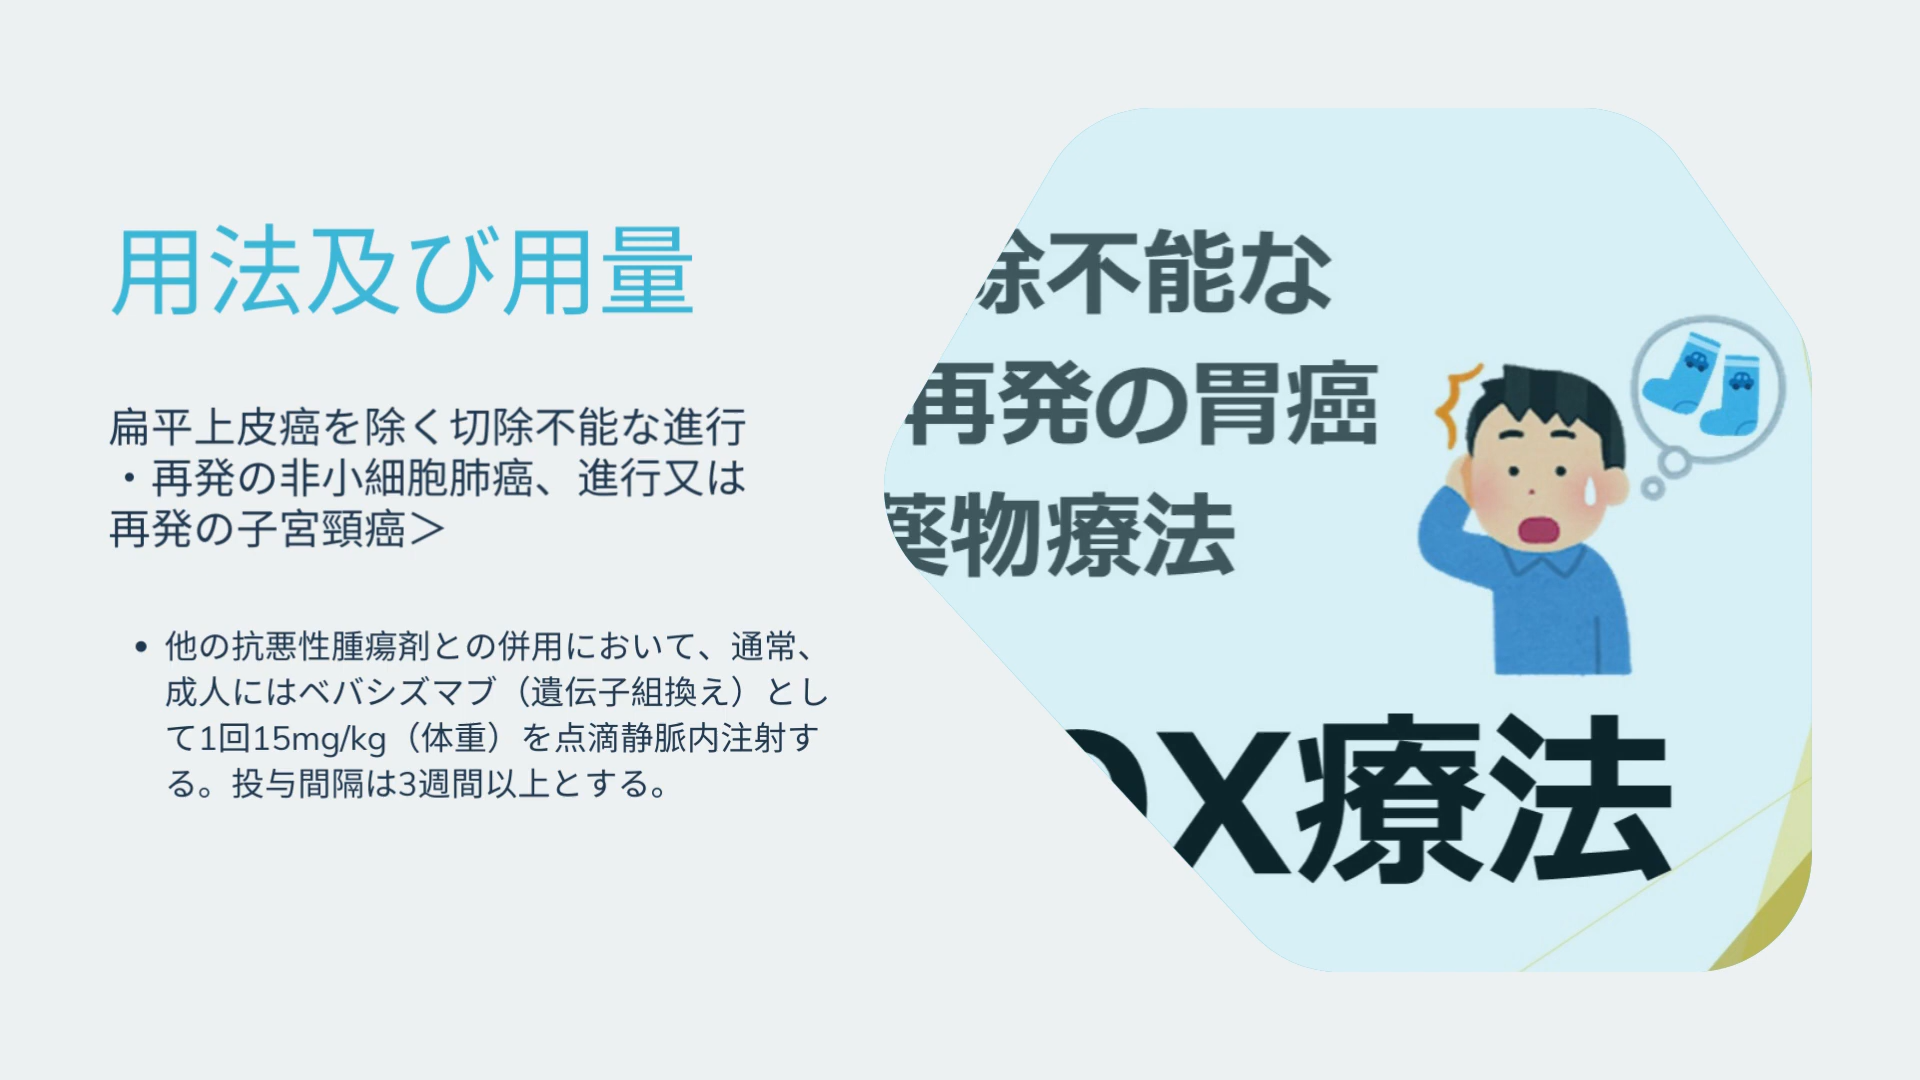 用法及び用量
扁平上皮癌を除く切除不能な進行
・再発の非小細胞肺癌、進行又は
再発の子宮頸癌＞
• 他の抗悪性腫瘍剤との併用において、通常、
成人にはベバシズマブ（遺伝子組換え）とし
て1回15mg/kg（体重）を点滴静脈内注射す
る。投与間隔は3週間以上とする。
除不能な
再発の胃癌
薬物療法
OX療法